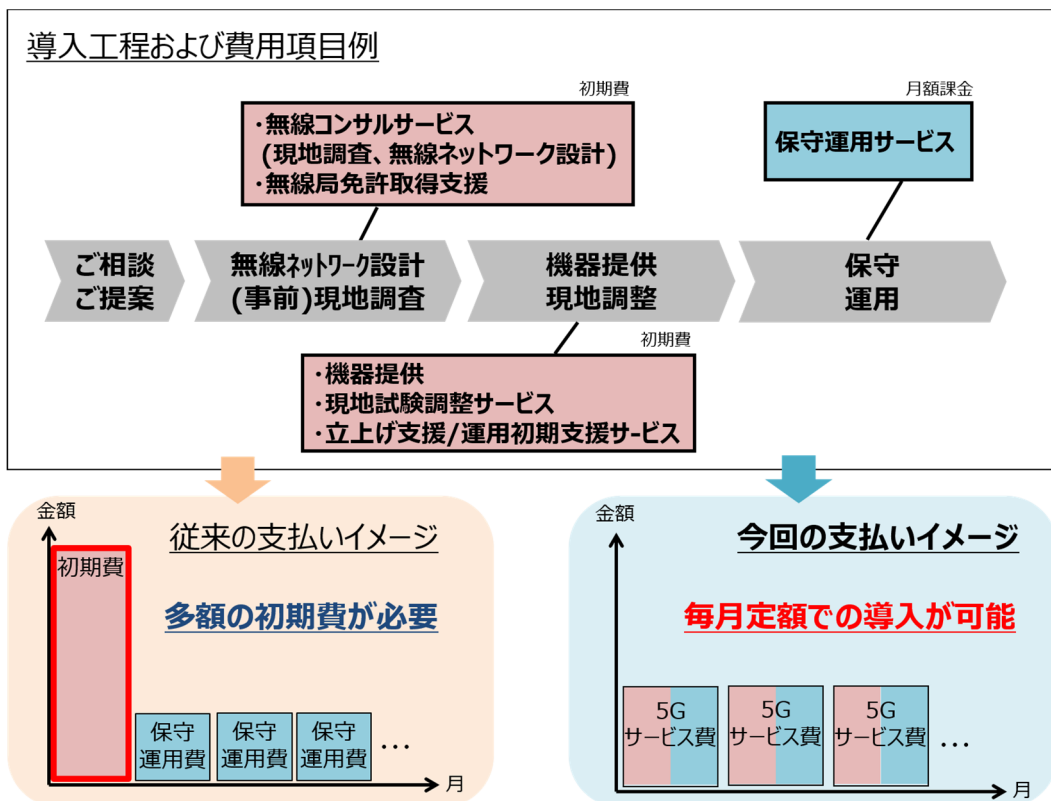 導入工程および費用項目例
初期費
・無線コンサルサービス
(現地調査、無線ネットワーク設計)
・無線局免許取得支援
月額課金
保守運用サービス
ご相談
ご提案
無線ネットワーク設計
(事前)現地調査
機器提供
現地調整
保守
運用
初期費
・機器提供
・現地試験調整サービス
・立上げ支援/運用初期支援サ-ビス
金額
従来の支払いイメージ
初期費
多額の初期費が必要
保守
運用費
保守
運用費
保守
運用費
…
月
金額
今回の支払いイメージ
毎月定額での導入が可能
5G
サービス費
5G
サービス費
5G
サービス費
…
月